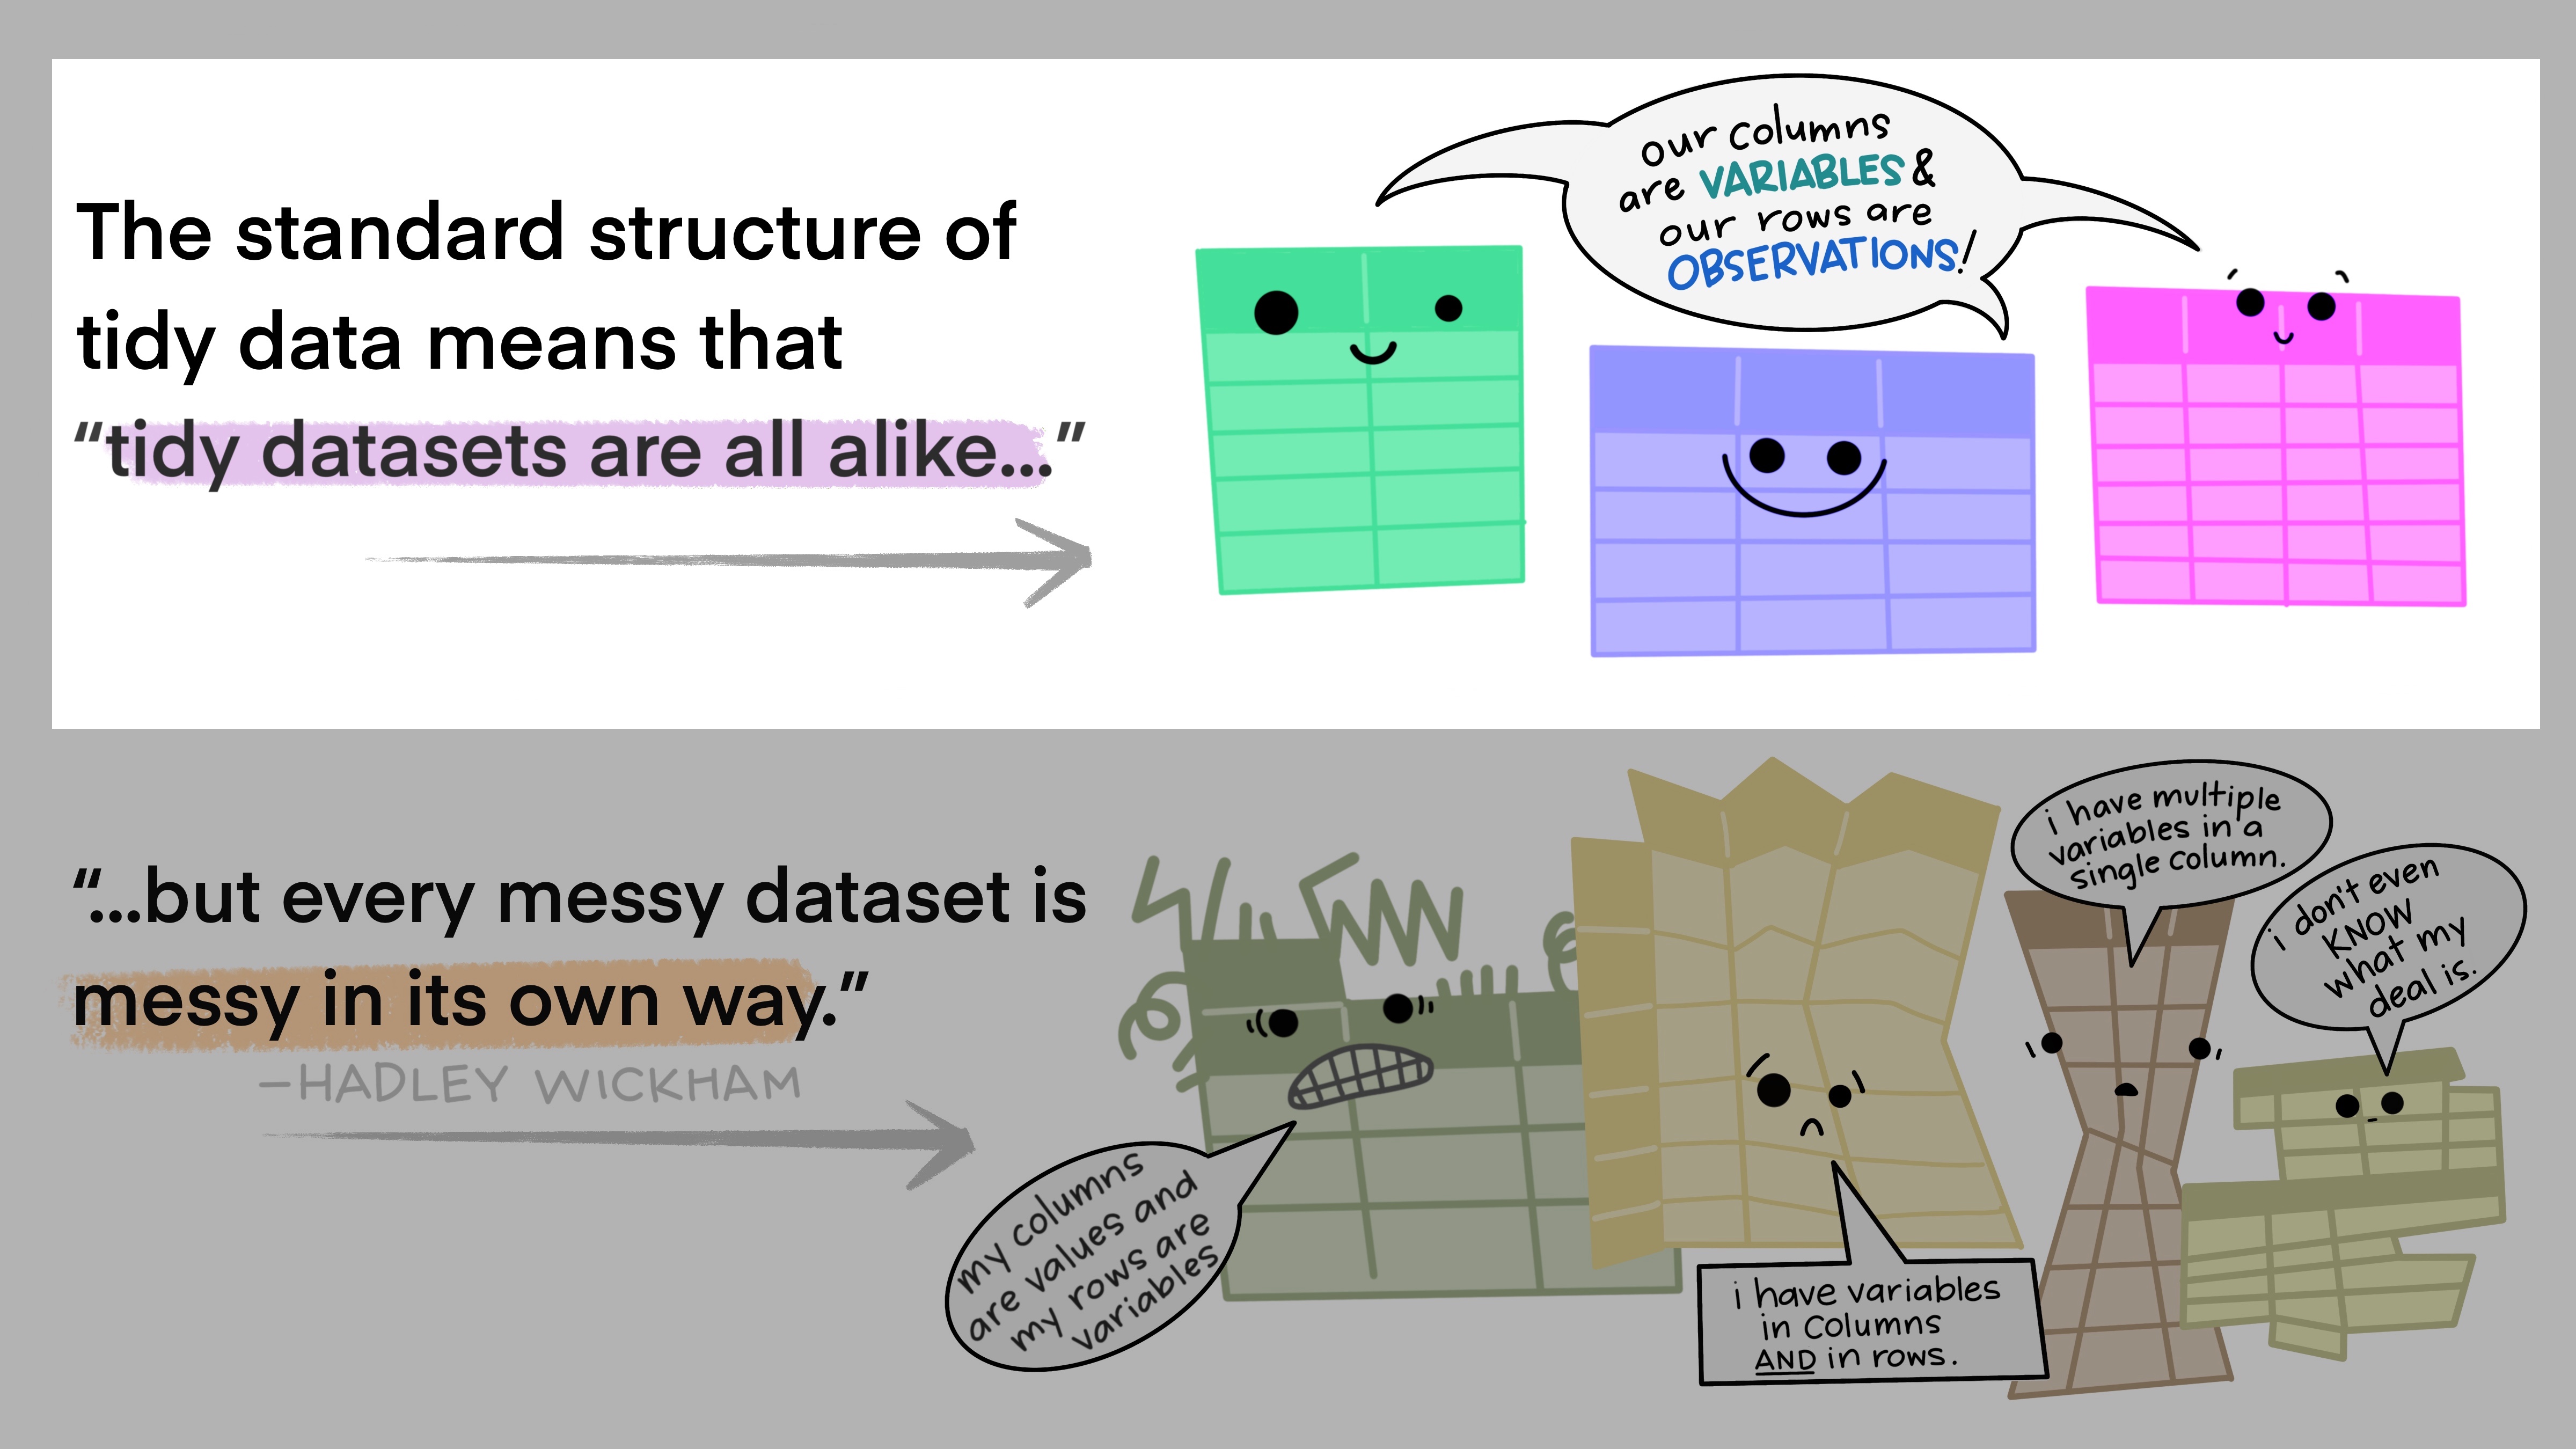 The standard structure of
tidy data means that
“tidy datasets are all alike...”
our columns
are VARIABLES &
our rows are
OBSERVATIONS!
“...but every messy dataset is
messy in its own way.”
—HADLEY WICKHAM
my columns
are values and
my rows are
variables
i have variables
in columns
AND in rows.
i have multiple
variables in a
single column.
i don't even
KNOW
what my
deal is.